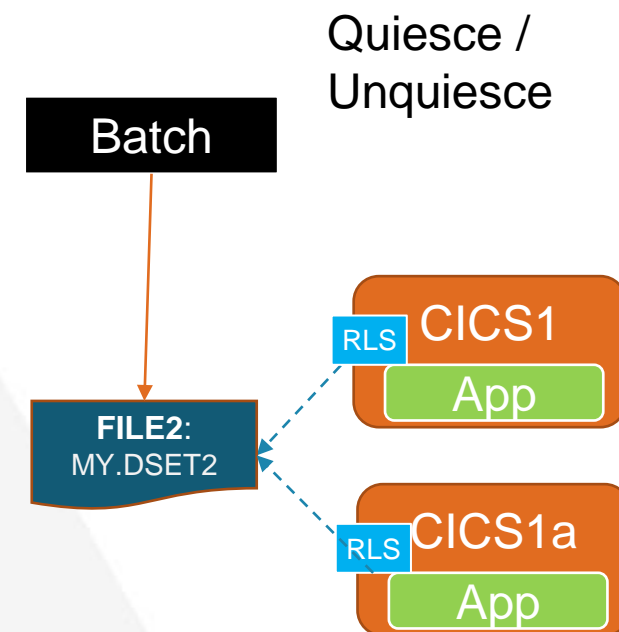 Quiesce /
Unquiesce
Batch
RLS
CICS1
App
FILE2:
MY.DSET2
RLS
CICS1a
App